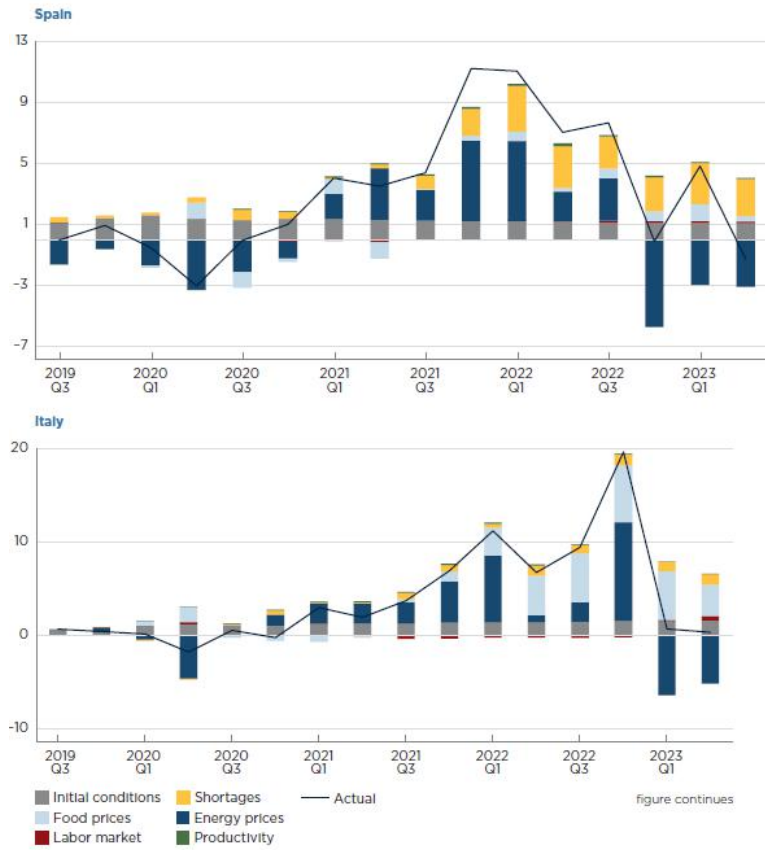 Spain
13
9
5
1
-3
-7
2019 2020 2020 2021 2021 2022 2022 2023
Q3 Q1 Q3 Q1 Q3 Q1 Q3 Q1
Italy
20
10
0
-10
2019 2020 2020 2021 2021 2022 2022 2023
Q3 Q1 Q3 Q1 Q3 Q1 Q3 Q1
Initial conditions Shortages Actual figure continues
Food prices Energy prices
Labor market Productivity